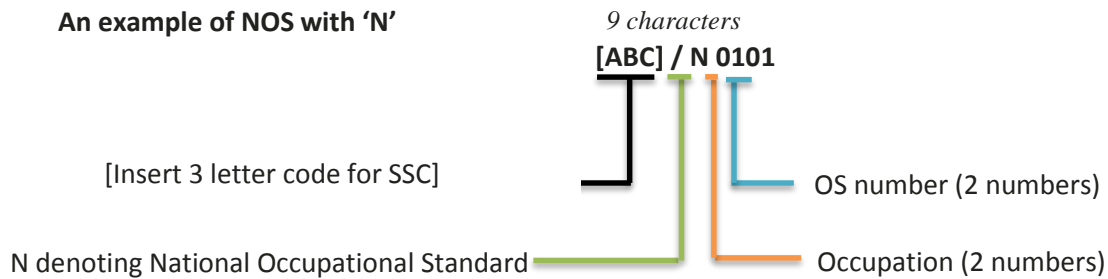 An example of NOS with ‘N’
9 characters
[ABC] / N 0101
[Insert 3 letter code for SSC]
OS number (2 numbers)
N denoting National Occupational Standard
Occupation (2 numbers)